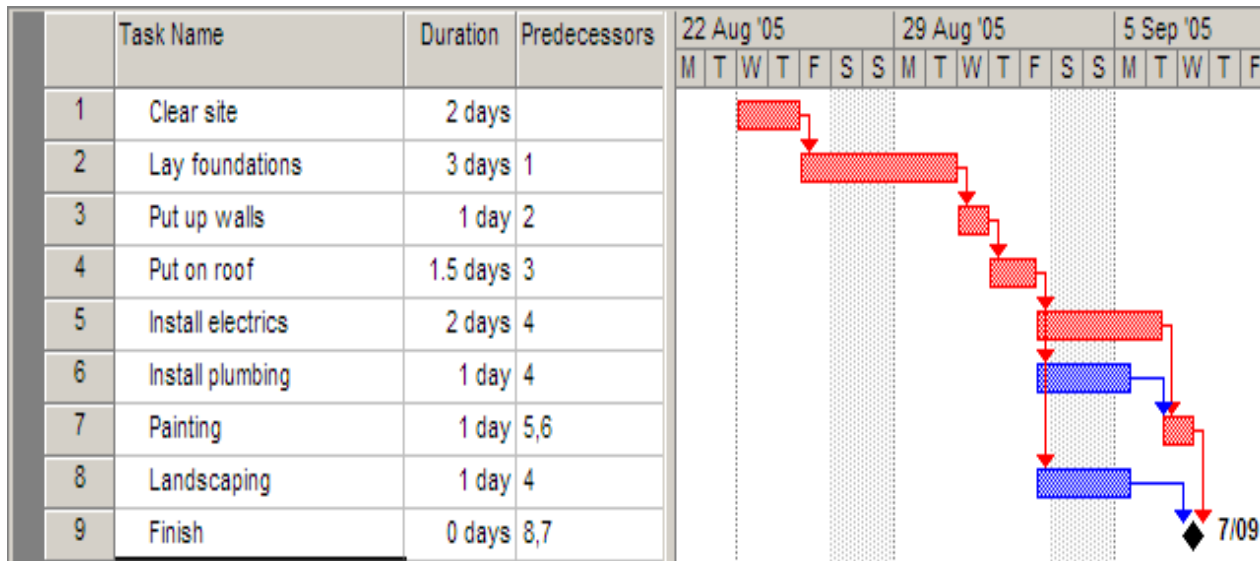 Task Name Duration Predecessors 22 Aug '05 29 Aug '05 5 Sep '05
M T W T F S S M T W T F S S M T W T F
1 Clear site 2 days
2 Lay foundations 3 days 1
3 Put up walls 1 day 2
4 Put on roof 1.5 days 3
5 Install electrics 2 days 4
6 Install plumbing 1 day 4
7 Painting 1 day 5,6
8 Landscaping 1 day 4
9 Finish 0 days 8,7 7/09